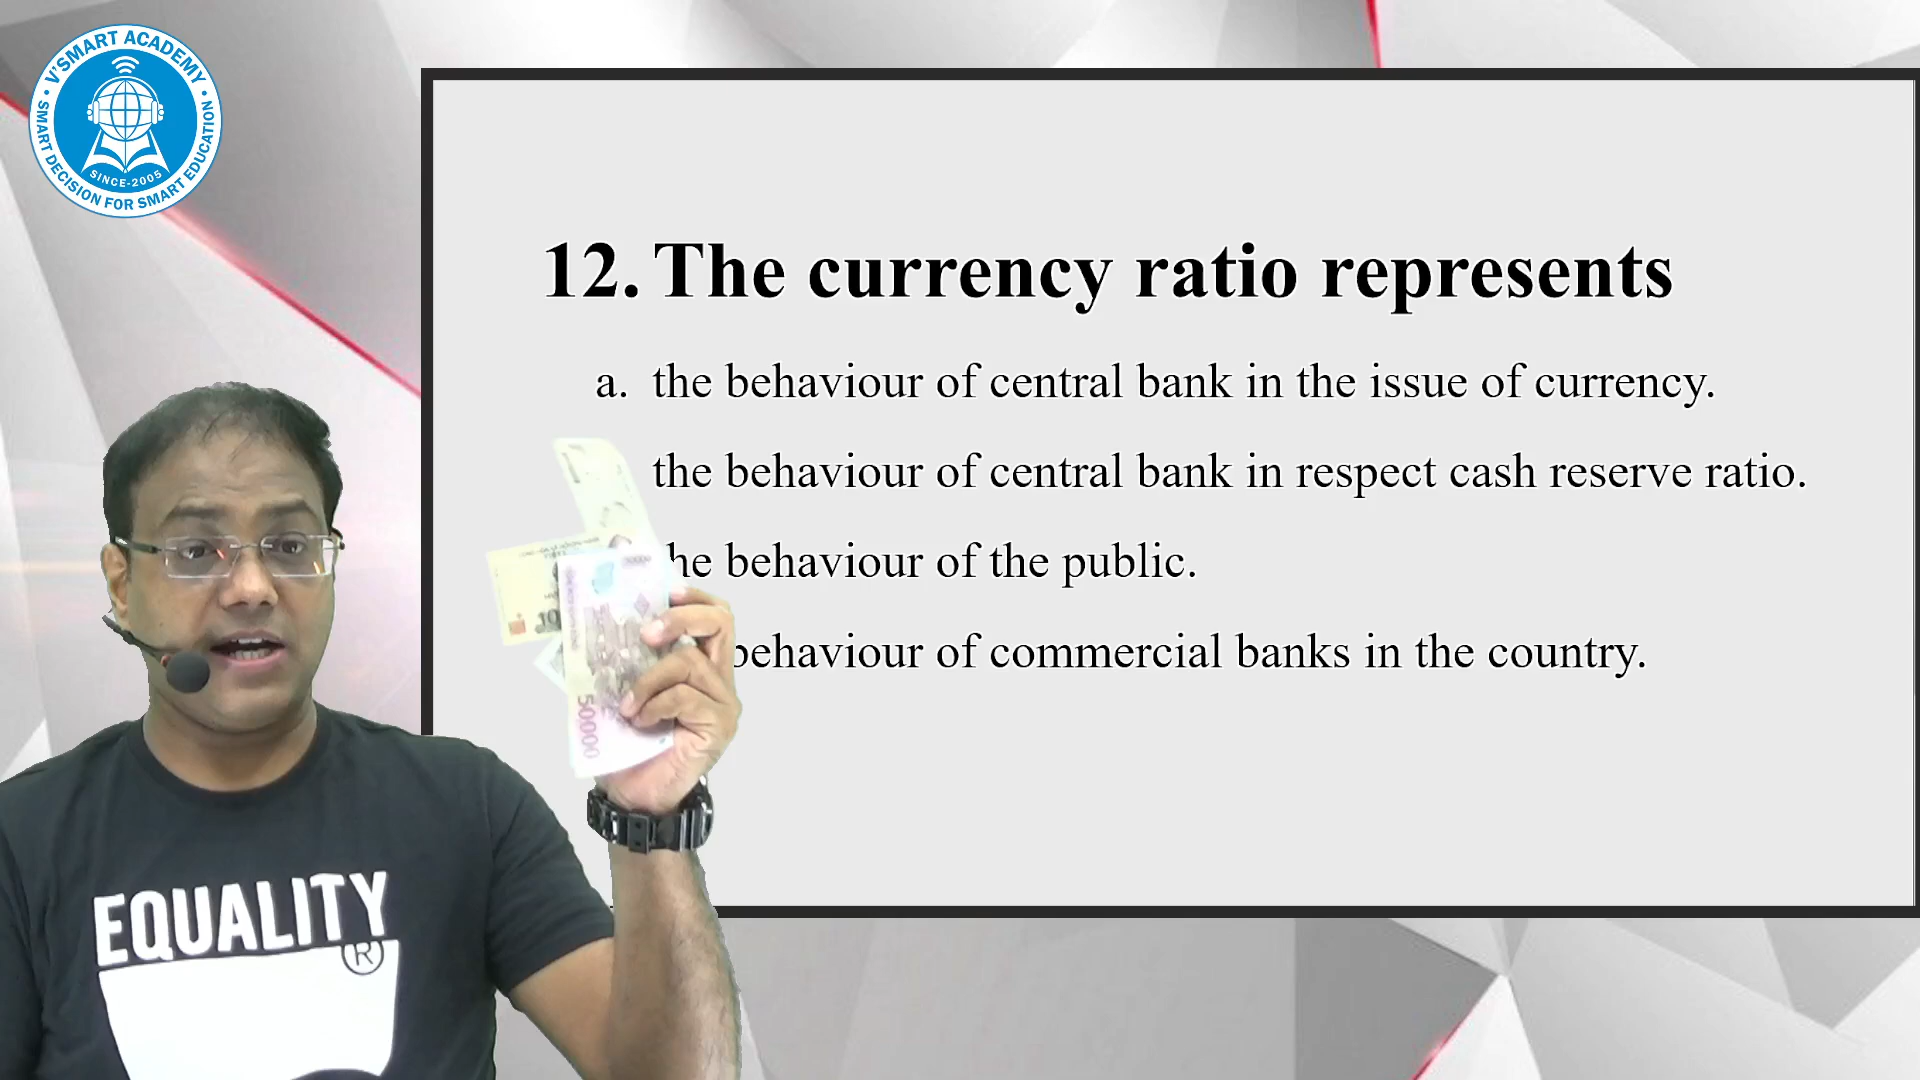 V'SMART ACADEMY
SMART DECISION FOR SMART EDUCATION
SINCE-2005
12. The currency ratio represents
a. the behaviour of central bank in the issue of currency.
the behaviour of central bank in respect cash reserve ratio.
he behaviour of the public.
behaviour of commercial banks in the country.
50000
EQUALITY
R